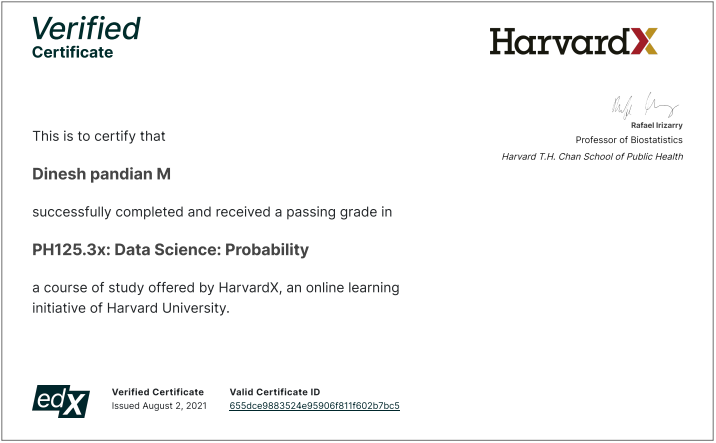 Verified
Certificate
HarvardX
Rafael Irizarry
Professor of Biostatistics
Harvard T.H. Chan School of Public Health
This is to certify that
Dinesh pandian M
successfully completed and received a passing grade in
PH125.3x: Data Science: Probability
a course of study offered by HarvardX, an online learning
initiative of Harvard University.
edX
Verified Certificate
Issued August 2, 2021
Valid Certificate ID
655dce9883524e95906f811f602b7bc5